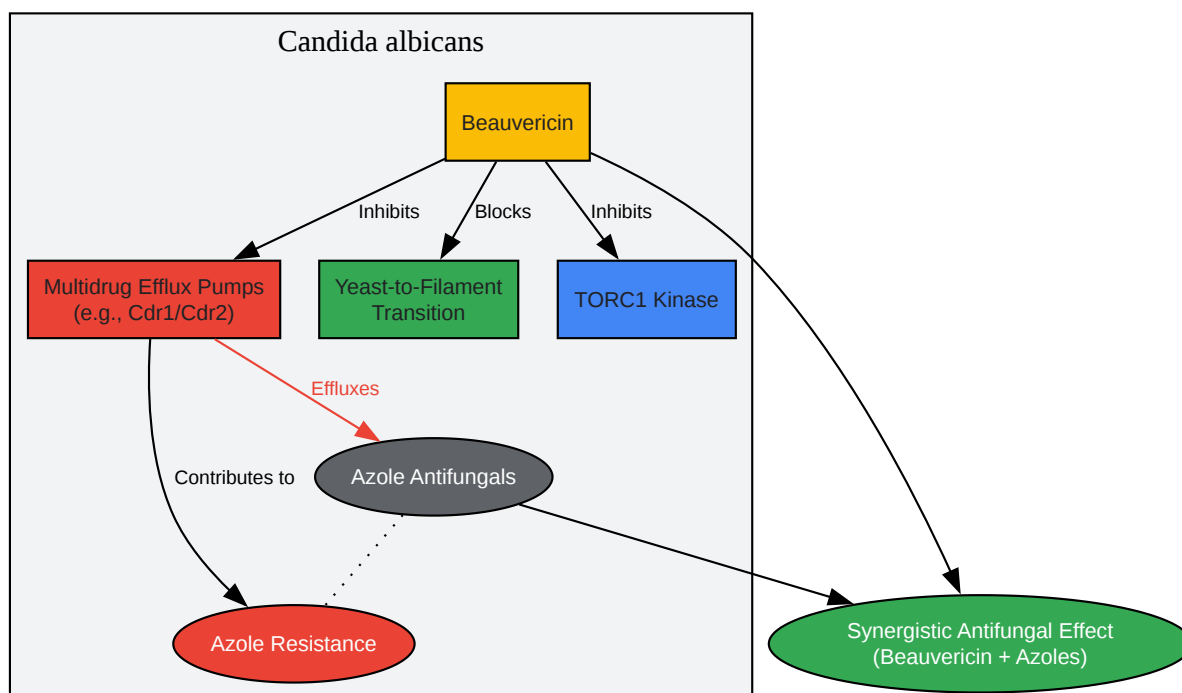 Candida albicans
Beauvericin
Inhibits
Blocks
Inhibits
Multidrug Efflux Pumps
(e.g., Cdr1/Cdr2)
Yeast-to-Filament
Transition
TORC1 Kinase
Effluxes
Contributes to
Azole Antifungals
Azole Resistance
Synergistic Antifungal Effect
(Beauvericin + Azoles)